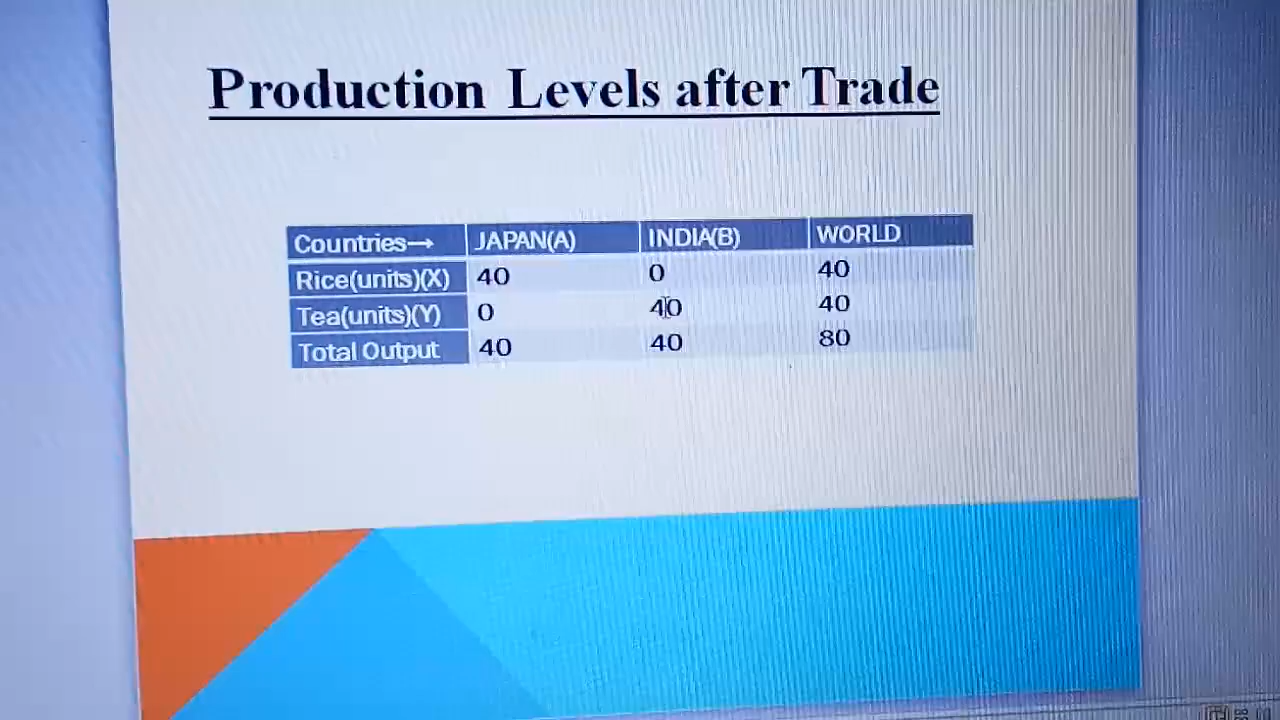 Production Levels after Trade
Countries→ JAPAN(A) INDIA(B) WORLD
Rice(units)(X) 40 0 40
Tea(units)(Y) 0 40 40
Total Output 40 40 80